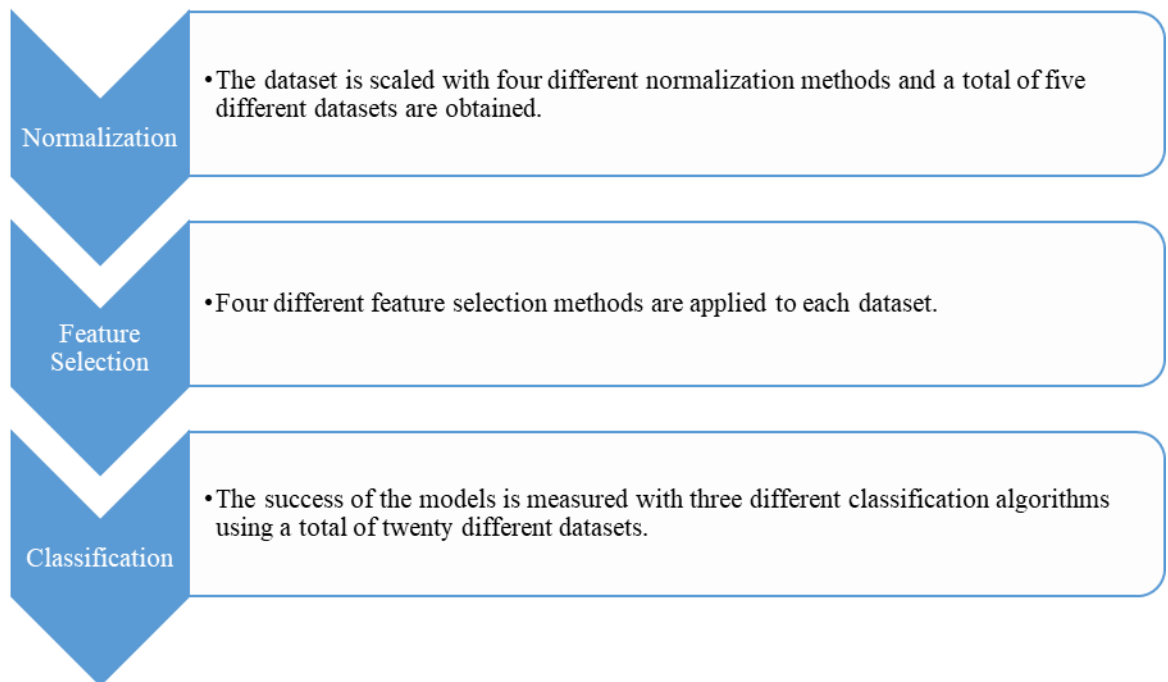 Normalization
•The dataset is scaled with four different normalization methods and a total of five
different datasets are obtained.
Feature
Selection
•Four different feature selection methods are applied to each dataset.
Classification
•The success of the models is measured with three different classification algorithms
using a total of twenty different datasets.